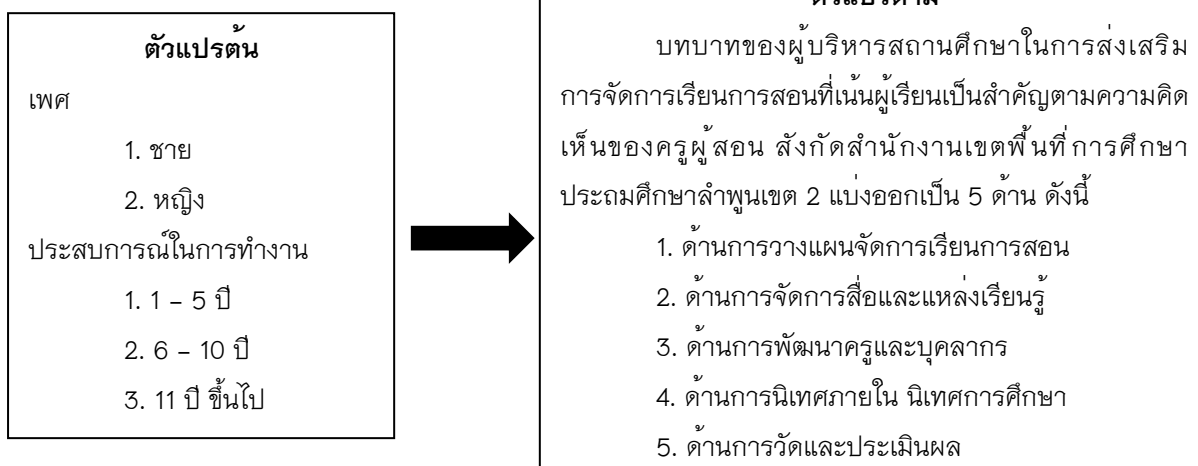 ตัวแปรต้น
เพศ
1. ชาย
2. หญิง
ประสบการณ์ในการทำงาน
1. 1 – 5 ปี
2. 6 – 10 ปี
3. 11 ปี ขึ้นไป
ตัวแปรตาม
บทบาทของผู้บริหารสถานศึกษาในการส่งเสริม
การจัดการเรียนการสอนที่เน้นผู้เรียนเป็นสำคัญตามความคิด
เห็นของครูผู้สอน สังกัดสำนักงานเขตพื้นที่การศึกษา
ประถมศึกษาลำพูนเขต 2 แบ่งออกเป็น 5 ด้าน ดังนี้
1. ด้านการวางแผนจัดการเรียนการสอน
2. ด้านการจัดการสื่อและแหล่งเรียนรู้
3. ด้านการพัฒนาครูและบุคลากร
4. ด้านการนิเทศภายใน นิเทศการศึกษา
5. ด้านการวัดและประเมินผล